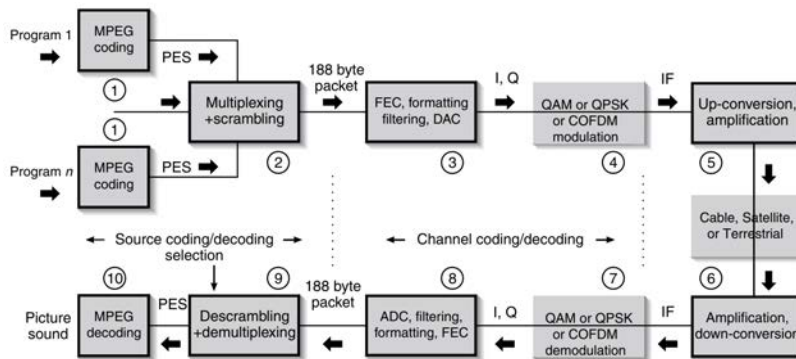 Program 1
MPEG
coding
PES
1
188 byte
packet
I, Q
IF
Multiplexing
+scrambling
FEC, formatting
filtering, DAC
QAM or QPSK
or COFDM
modulation
Up-conversion,
amplification
1
Program n
MPEG
coding
PES
2
3
4
5
Cable, Satellite,
or Terrestrial
Source coding/decoding
selection
Channel coding/decoding
10
9
188 byte
packet
8
7
6
Picture
sound
MPEG
decoding
PES
Descrambling
+demultiplexing
ADC, filtering,
formatting, FEC
I, Q
QAM or QPSK
or COFDM
demodulation
IF
Amplification,
down-conversion